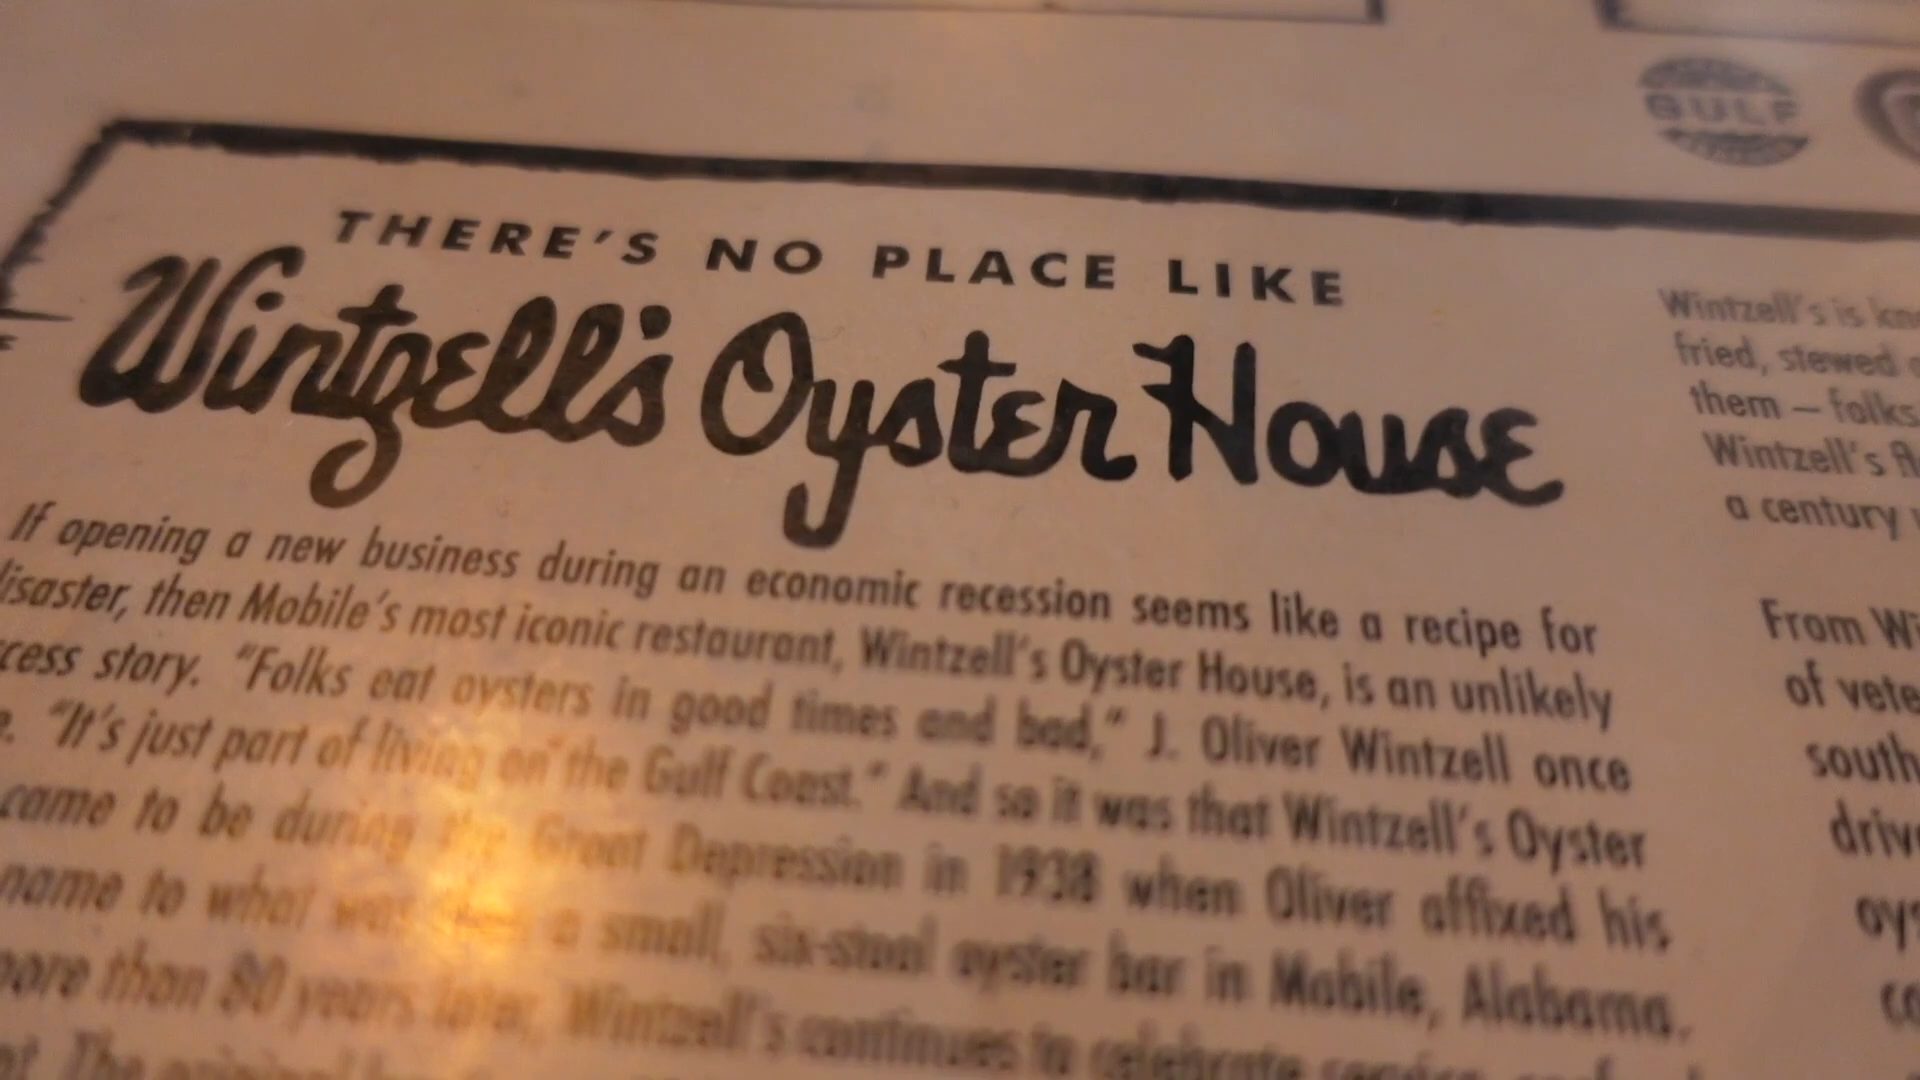 GULF
THERE'S NO PLACE LIKE
Wintzell's Oyster House
If opening a new business during an economic recession seems like a recipe for
disaster, then Mobile's most iconic restaurant, Wintzell's Oyster House, is an unlikely
cess story. "Folks eat oysters in good times and bad," J. Oliver Wintzell once
"It's just part of living on the Gulf Coast." And so it was that Wintzell's Oyster
came to be during the Great Depression in 1938 when Oliver affixed his
name to what was then a small, six-stool oyster bar in Mobile, Alabama.
more than 80 years later, Wintzell's continues to celebrate
The original
Wintzell's is
fried, stewed
them – folks
Wintzell's
a century
From
of
south